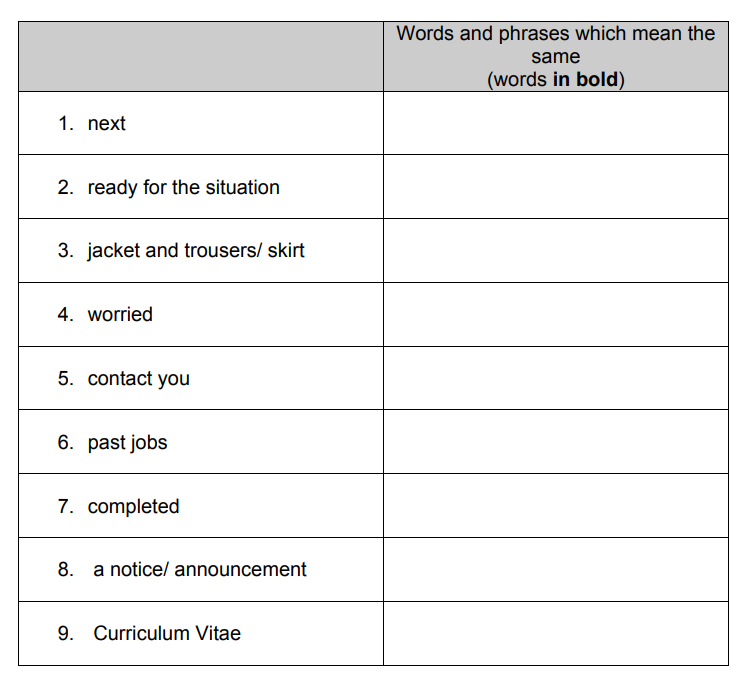 Words and phrases which mean the
same
(words in bold)
1. next
2. ready for the situation
3. jacket and trousers/ skirt
4. worried
5. contact you
6. past jobs
7. completed
8. a notice/ announcement
9. Curriculum Vitae